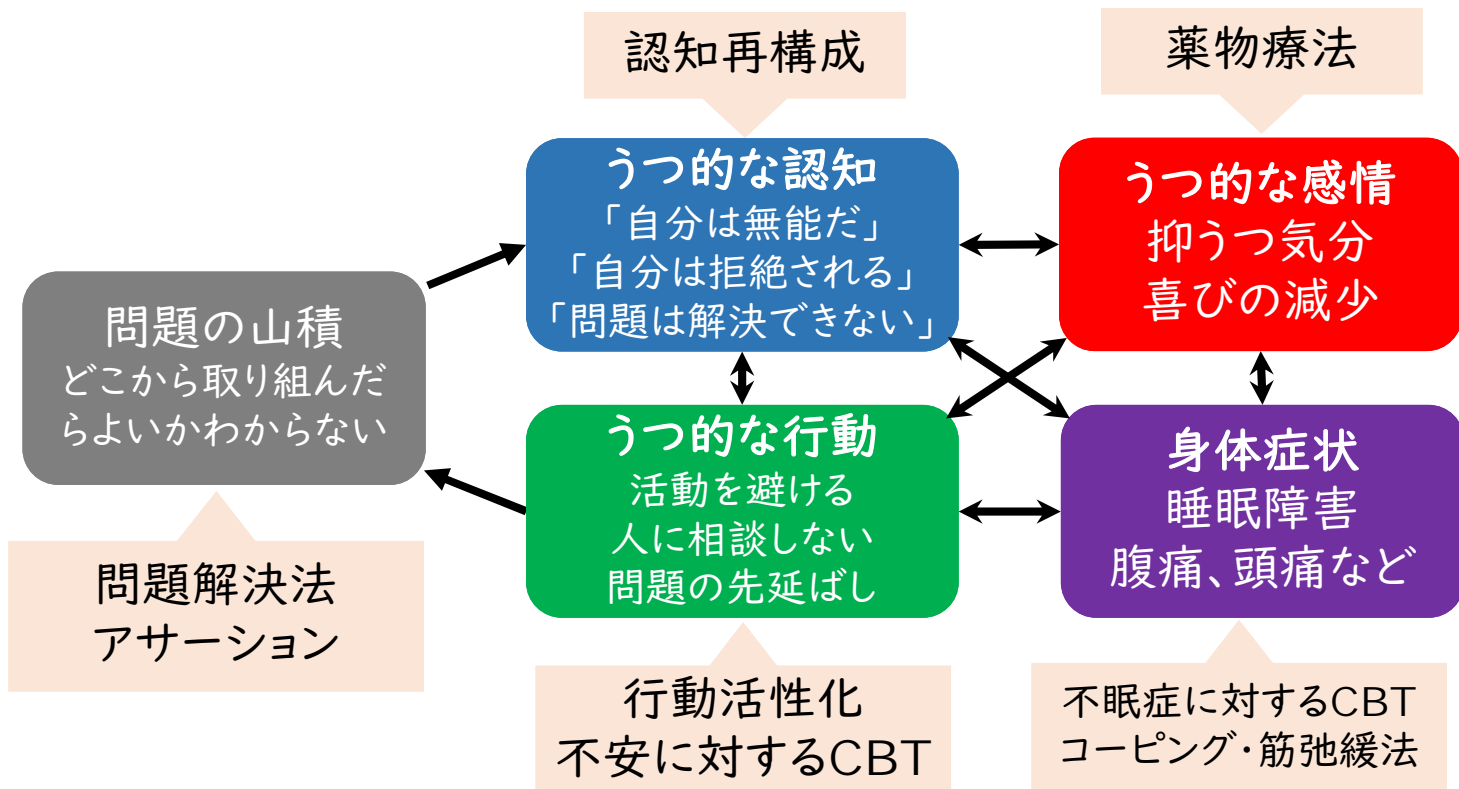 認知再構成
薬物療法
うつ的な認知
「自分は無能だ」
「自分は拒絶される」
「問題は解決できない」
うつ的な感情
抑うつ気分
喜びの減少
問題の山積
どこから取り組んだ
らよいかわからない
うつ的な行動
活動を避ける
人に相談しない
問題の先延ばし
身体症状
睡眠障害
腹痛、頭痛など
問題解決法
アサーション
行動活性化
不安に対するCBT
不眠症に対するCBT
コーピング・筋弛緩法